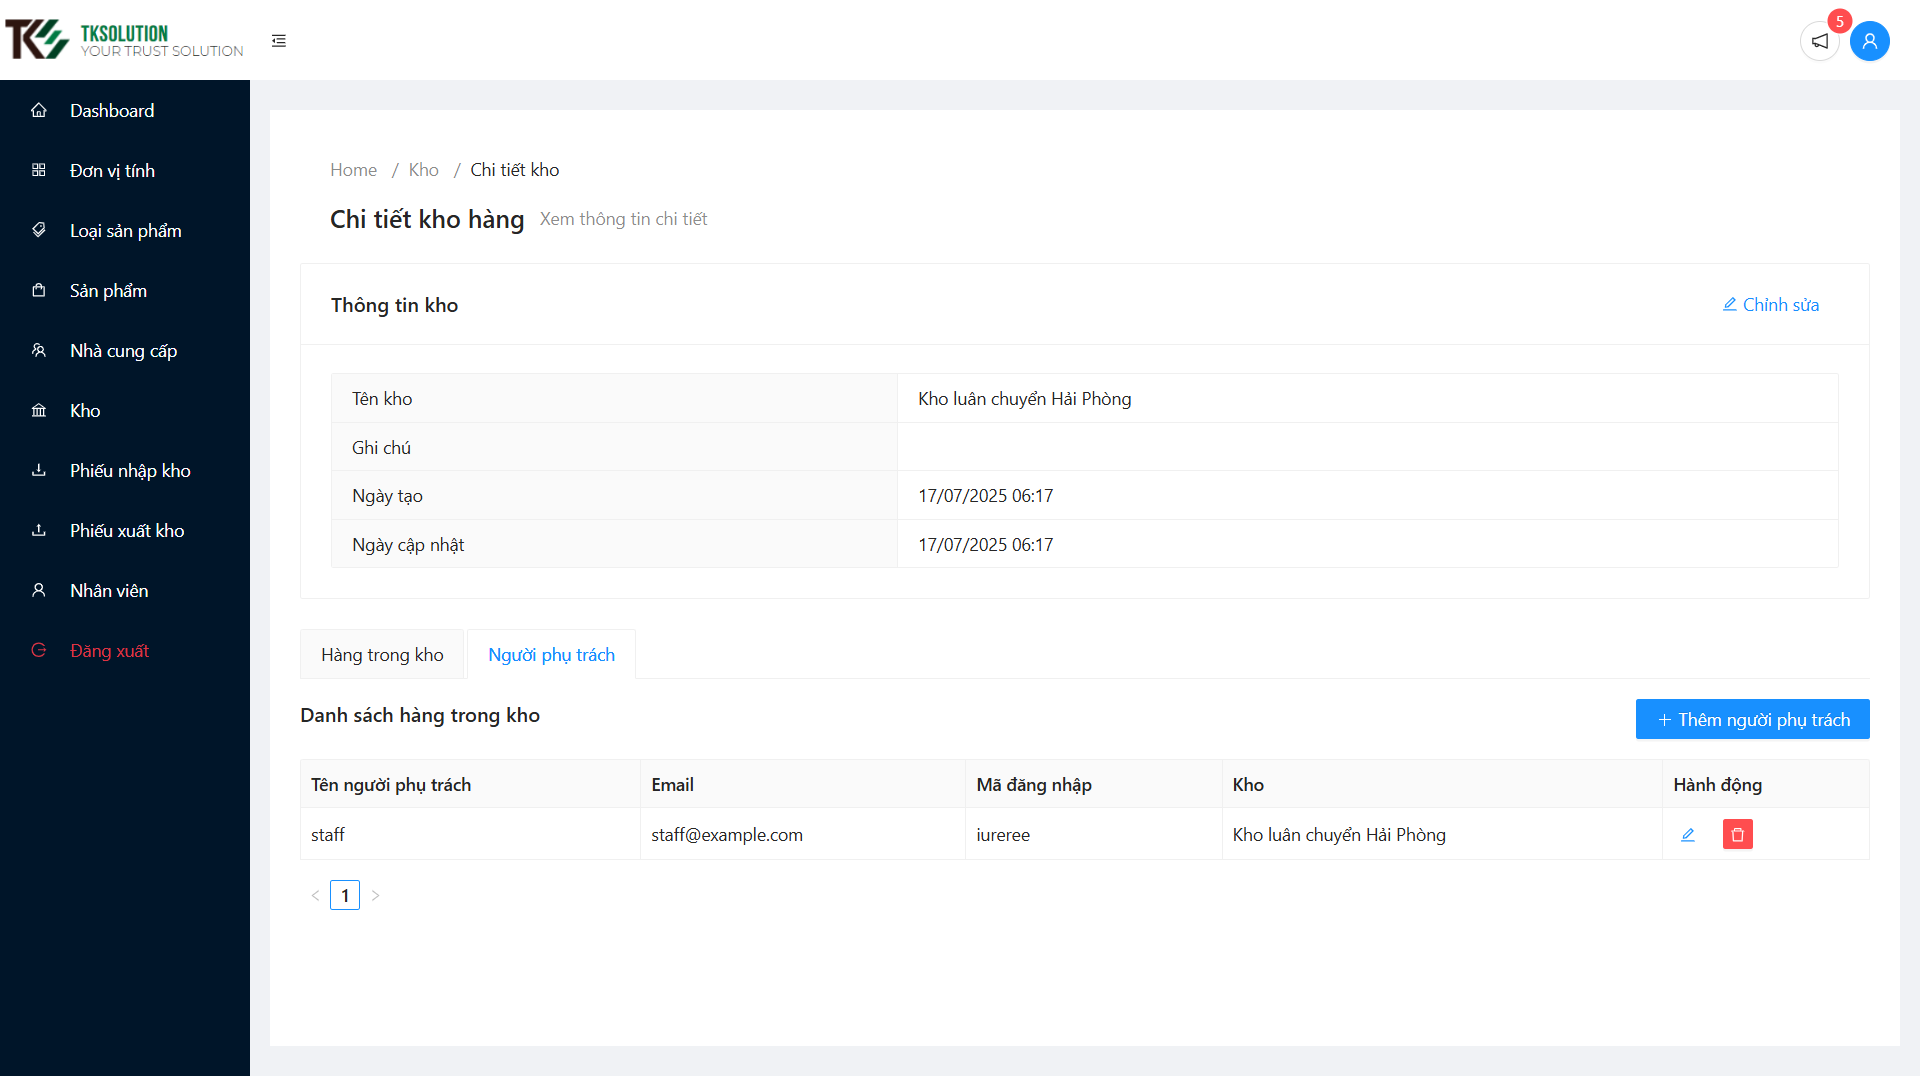 TKSOLUTION
YOUR TRUST SOLUTION
5
Dashboard
Đơn vị tính
Loại sản phẩm
Sản phẩm
Nhà cung cấp
Kho
Phiếu nhập kho
Phiếu xuất kho
Nhân viên
Đăng xuất
Home / Kho / Chi tiết kho
Chi tiết kho hàng Xem thông tin chi tiết
Thông tin kho Chỉnh sửa
Tên kho Kho luân chuyển Hải Phòng
Ghi chú
Ngày tạo 17/07/2025 06:17
Ngày cập nhật 17/07/2025 06:17
Hàng trong kho Người phụ trách
Danh sách hàng trong kho + Thêm người phụ trách
Tên người phụ trách Email Mã đăng nhập Kho Hành động
staff staff@example.com iureree Kho luân chuyển Hải Phòng
< 1 >